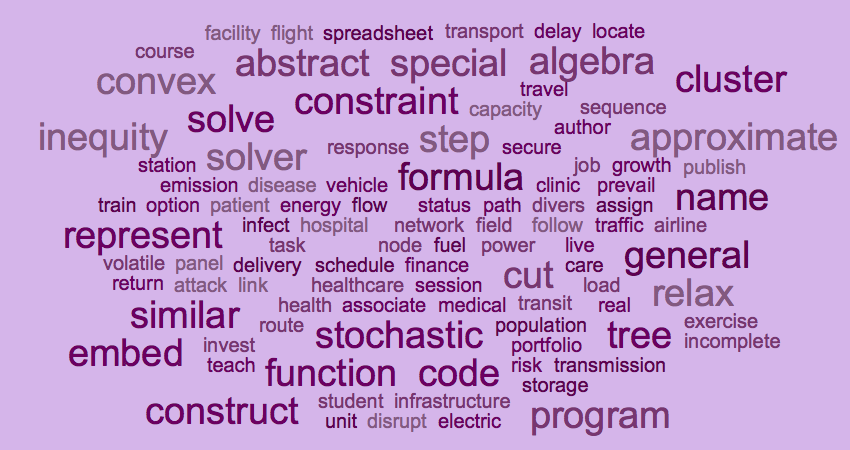 facility flight spreadsheet transport delay locate
course abstract special algebra
convex constraint travel cluster
solve capacity sequence
inequity response step secure author approximate
station solver formula job growth publish
emission disease vehicle clinic prevail name
train option patient energy flow status path divers assign
represent infect hospital network field follow traffic airline
task node fuel power live general
volatile panel delivery schedule finance cut care
return attack link healthcare session load relax
similar health associate medical transit real
route stochastic population tree exercise
embed invest portfolio incomplete
teach function code risk transmission
storage
construct student infrastructure program
unit disrupt electric